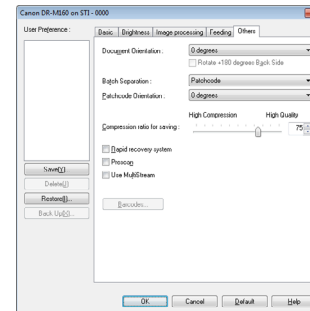 Canon DR-M160 on STI - 0000
User Preference :
Basic Brightness Image processing Feeding Others
Document Orientation : 0 degrees
Rotate +180 degrees Back Side
Batch Separation : Patchcode
Patchcode Orientation : 0 degrees
High Compression High Quality
Compression ratio for saving : 75
Rapid recovery system
Prescan
Use MultiStream
Barcodes...
Save(Y)...
Delete(J)
Restore(I)...
Back Up(N)...
OK Cancel Default Help